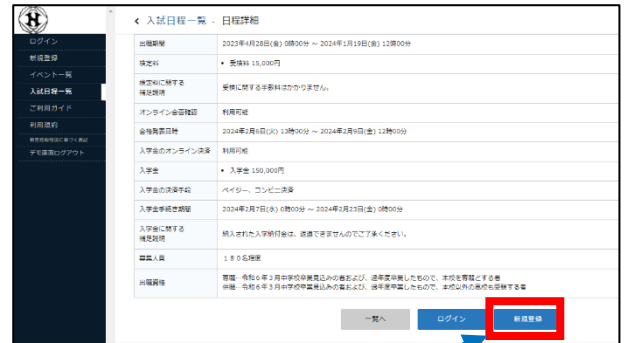 ログイン
新規登録
イベント一覧
入試日程一覧
ご利用ガイド
利用規約
特定商取引法に基づく表記
デモ画面ログアウト
< 入試日程一覧 - 日程詳細
出願期間 2023年4月28日(金) 0時00分 ～ 2024年1月19日(金) 12時00分
検定料 • 受検料 15,000円
検定料に関する
補足説明 受検に関する手数料はかかりません。
オンライン合否確認 利用可能
合格発表日時 2024年2月6日(火) 13時00分 ～ 2024年2月9日(金) 12時00分
入学金のオンライン決済 利用可能
入学金 • 入学金 150,000円
入学金の決済手段 ペイジー、コンビニ決済
入学金手続き期間 2024年2月7日(水) 0時00分 ～ 2024年2月23日(金) 0時00分
入学金に関する
補足説明 納入された入学納付金は、返還できませんのでご了承ください。
募集人員 180名程度
出願資格 専願…令和6年3月中学校卒業見込みの者および、過年度卒業したもので、本校を専願とする者
併願…令和6年3月中学校卒業見込みの者および、過年度卒業したもので、本校以外の高校も受験する者
一覧へ ログイン 新規登録